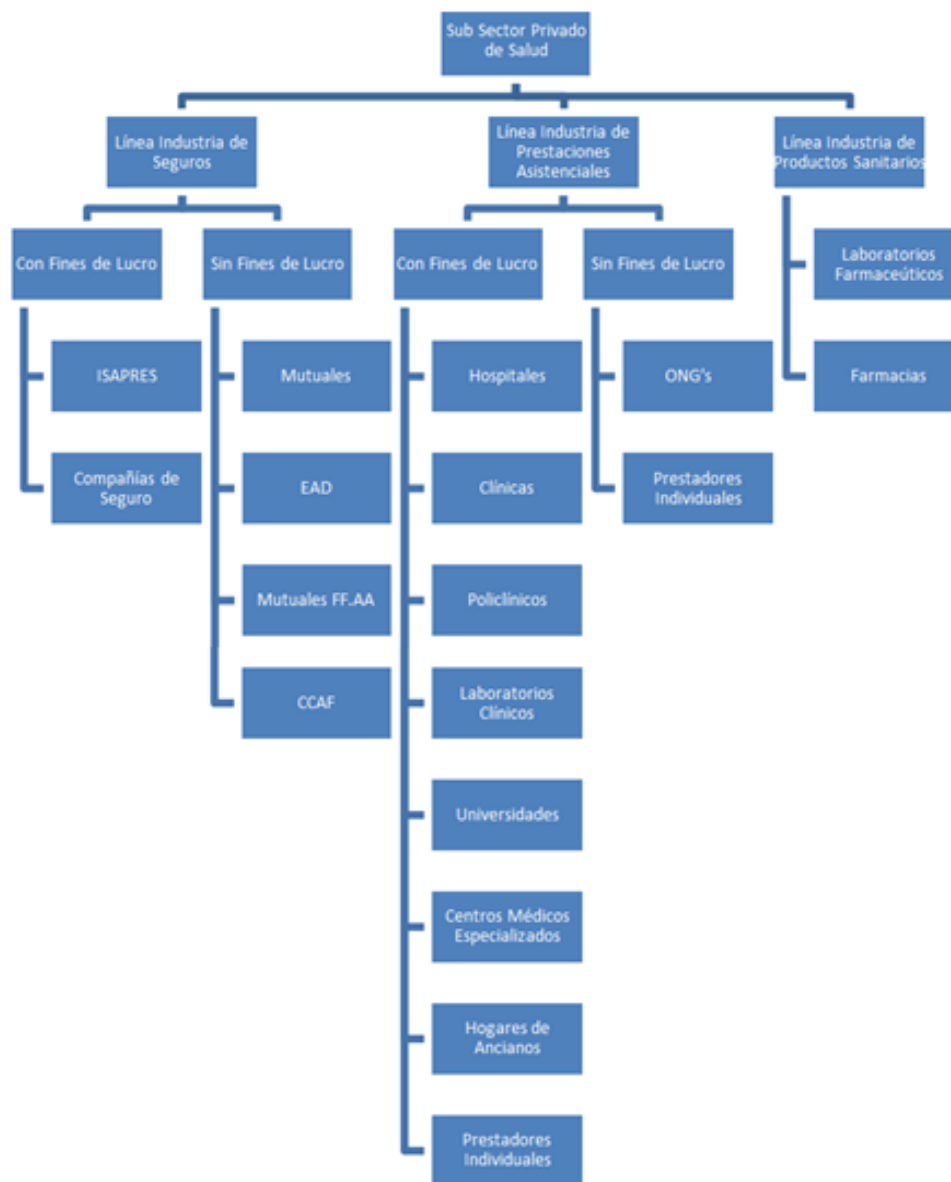 Sub Sector Privado
de Salud
Línea Industria de
Seguros
Línea Industria de
Prestaciones
Asistenciales
Línea Industria de
Productos Sanitarios
Con Fines de Lucro
Sin Fines de Lucro
Con Fines de Lucro
Sin Fines de Lucro
Laboratorios
Farmaceúticos
ISAPRES
Mutuales
Hospitales
ONG's
Farmacias
Compañías de
Seguro
EAD
Clínicas
Prestadores
Individuales
Mutuales FF.AA
Policlínicos
CCAF
Laboratorios
Clínicos
Universidades
Centros Médicos
Especializados
Hogares de
Ancianos
Prestadores
Individuales